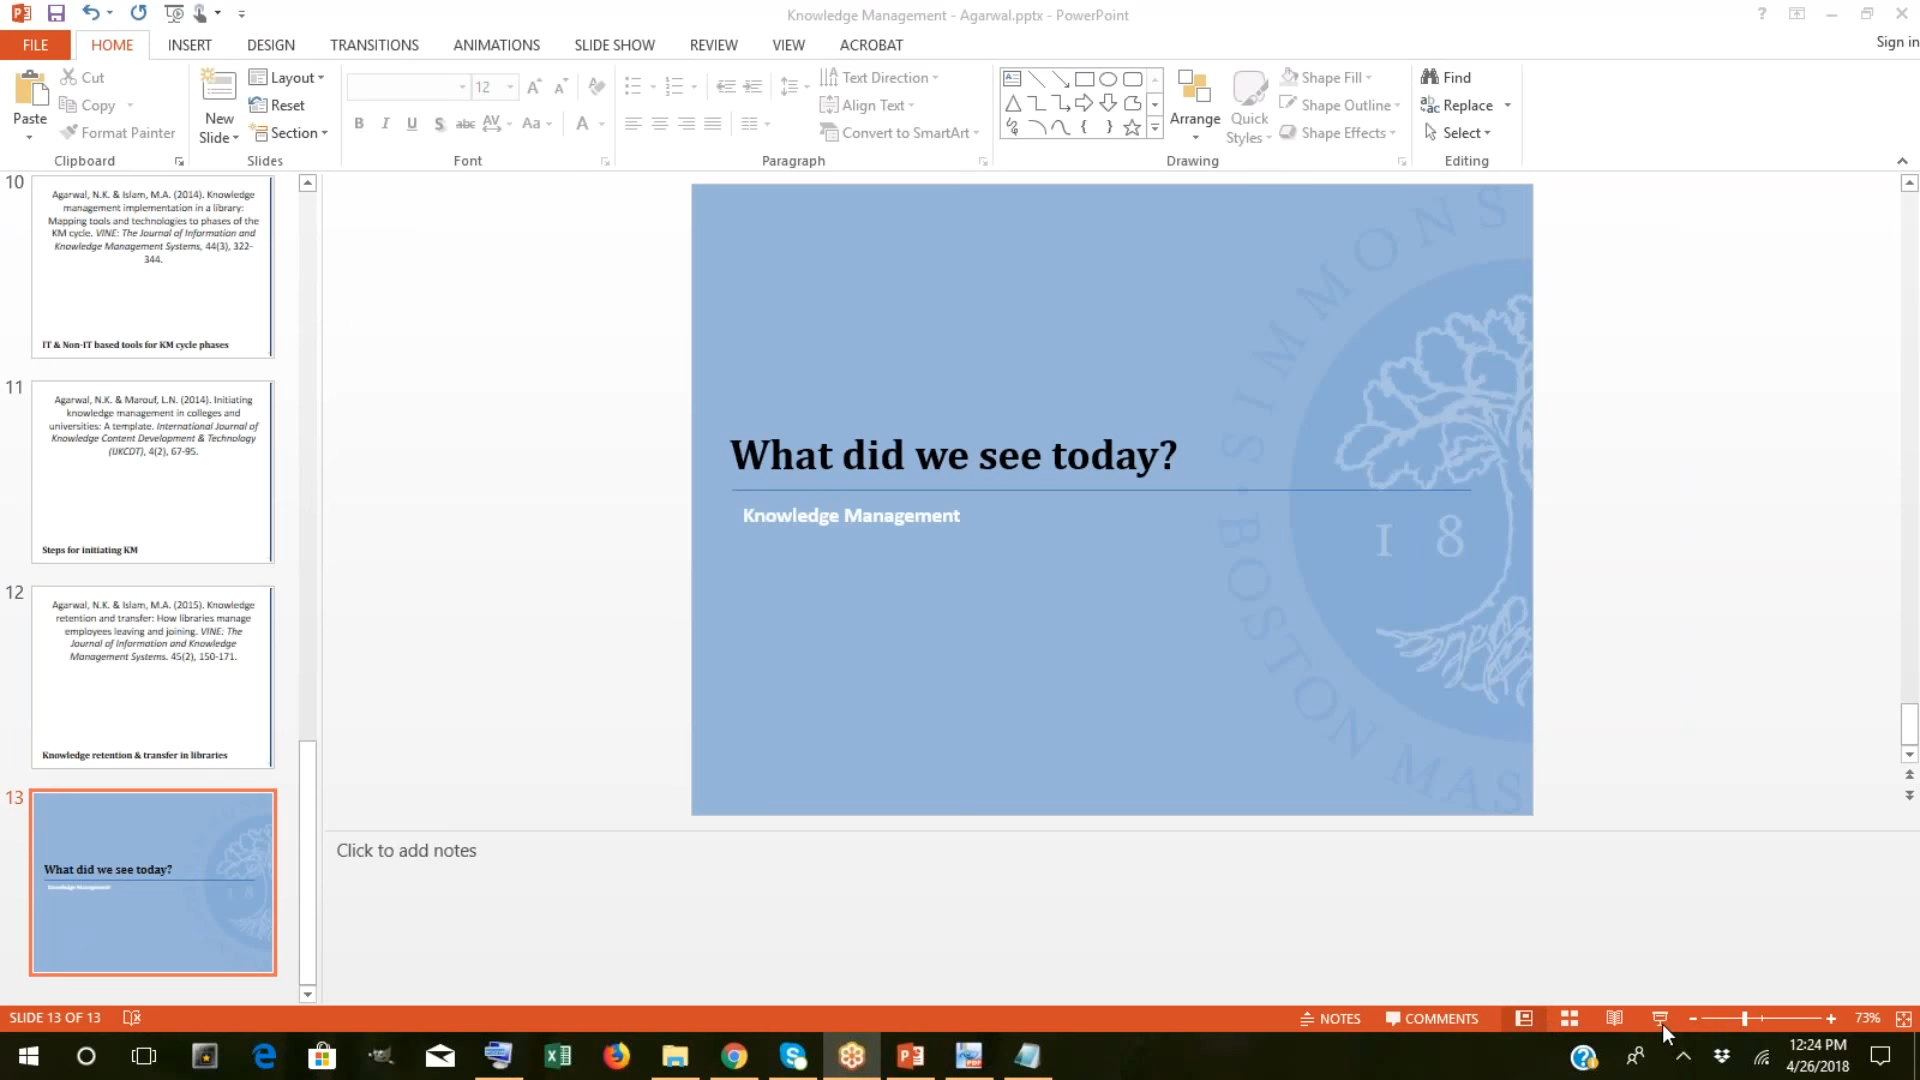 Knowledge Management - Agarwal.pptx - PowerPoint
?
FILE HOME INSERT DESIGN TRANSITIONS ANIMATIONS SLIDE SHOW REVIEW VIEW ACROBAT
Sign in
Paste
Cut
Copy
Format Painter
Clipboard
New
Slide
Layout
Reset
Section
Slides
12
B I U S abc AV Aa A
Font
Text Direction
Align Text
Convert to SmartArt
Paragraph
Arrange
Quick
Styles
Shape Fill
Shape Outline
Shape Effects
Drawing
Find
Replace
Select
Editing
10
Agarwal, N.K. & Islam, M.A. (2014). Knowledge
management implementation in a library:
Mapping tools and technologies to phases of the
KM cycle. VINE: The Journal of Information and
Knowledge Management Systems, 44(3), 322-
344.
IT & Non-IT based tools for KM cycle phases
11
Agarwal, N.K. & Marouf, L.N. (2014). Initiating
knowledge management in colleges and
universities: A template. International Journal of
Knowledge Content Development & Technology
(IJKCDT), 4(2), 67-95.
Steps for initiating KM
12
Agarwal, N.K. & Islam, M.A. (2015). Knowledge
retention and transfer: How libraries manage
employees leaving and joining. VINE: The
Journal of Information and Knowledge
Management Systems. 45(2), 150-171.
Knowledge retention & transfer in libraries
13
What did we see today?
Knowledge Management
18
What did we see today?
Knowledge Management
SIMMONS
18
BOSTON MAS
Click to add notes
SLIDE 13 OF 13
NOTES
COMMENTS
73%
12:24 PM
4/26/2018